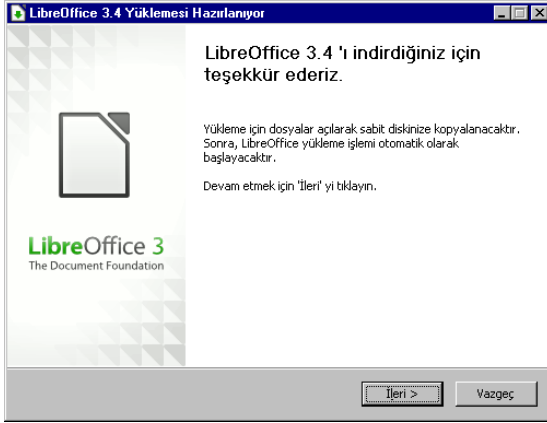 LibreOffice 3.4 Yüklemesi Hazırlanıyor
LibreOffice 3.4 'ı indirdiğiniz için
teşekkür ederiz.
Yükleme için dosyalar açılarak sabit diskinize kopyalanacaktır.
Sonra, LibreOffice yükleme işlemi otomatik olarak
başlayacaktır.
Devam etmek için 'İleri' yi tıklayın.
LibreOffice 3
The Document Foundation
İleri >
Vazgeç